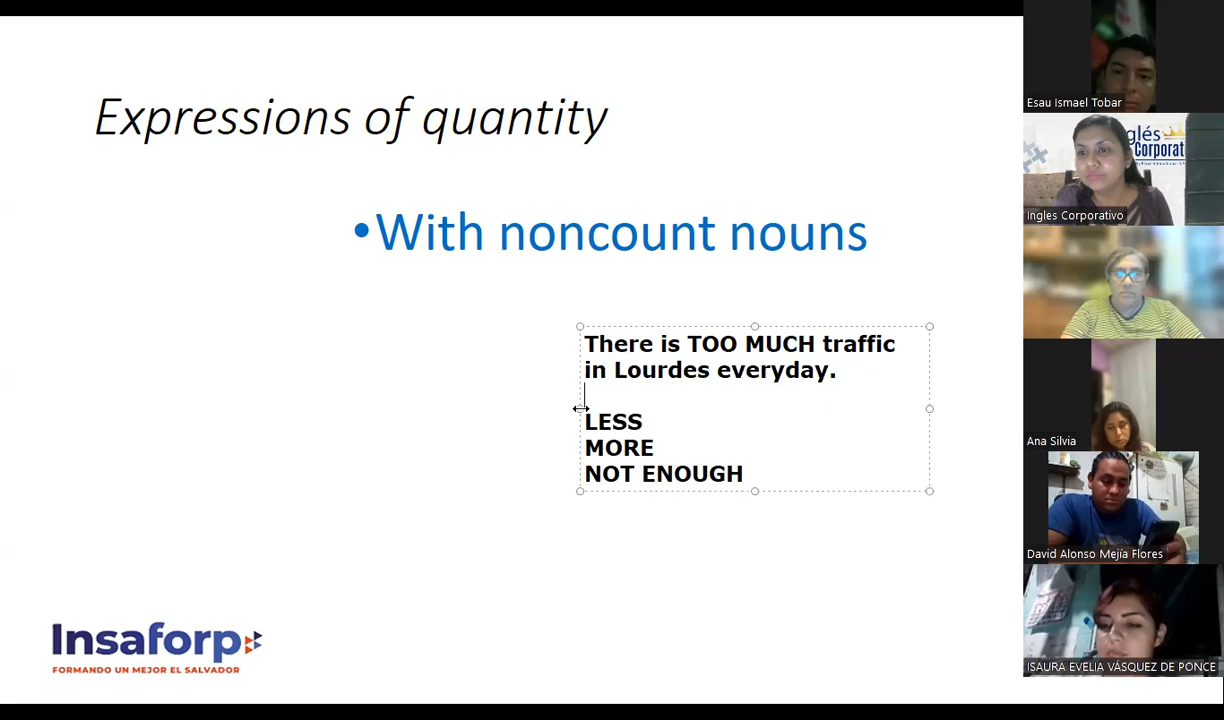 Expressions of quantity
•With noncount nouns
There is TOO MUCH traffic
in Lourdes everyday.
LESS
MORE
NOT ENOUGH
Insaforp
FORMANDO UN MEJOR EL SALVADOR
Esau Ismael Tobar
glés
Corporat
Ingles Corporativo
Ana Silvia
David Alonso Mejía Flores
ISAURA EVELIA VÁSQUEZ DE PONCE